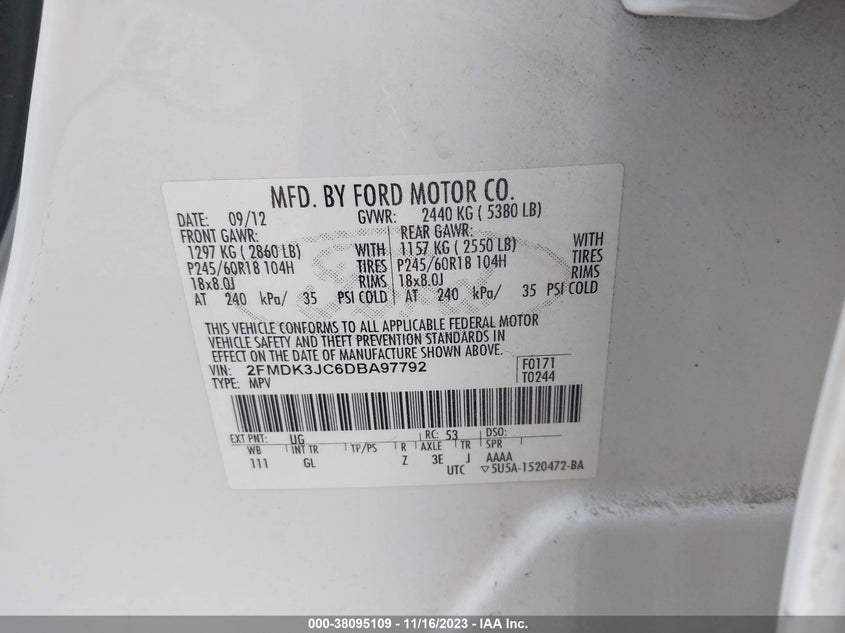 MFD. BY FORD MOTOR CO.
DATE: 09/12 GVWR: 2440 KG ( 5380 LB)
FRONT GAWR: REAR GAWR:
1297 KG ( 2860 LB) WITH 1157 KG ( 2550 LB) WITH
P245/60R18 104H TIRES P245/60R18 104H TIRES
18x8.0J RIMS 18x8.0J RIMS
AT 240 kPa/ 35 PSI COLD AT 240 kPa/ 35 PSI COLD
THIS VEHICLE CONFORMS TO ALL APPLICABLE FEDERAL MOTOR
VEHICLE SAFETY AND THEFT PREVENTION STANDARDS IN
EFFECT ON THE DATE OF MANUFACTURE SHOWN ABOVE.
VIN: 2FMDK3JC6DBA97792 F0171
TYPE: MPV T0244
EXT PNT: UG RC: 53 DSO:
WB INT TR TP/PS R AXLE TR SPR
111 GL Z 3E J AAAA
UTC ▽5U5A-1520472-BA
000-38095109 - 11/16/2023 - IAA Inc.